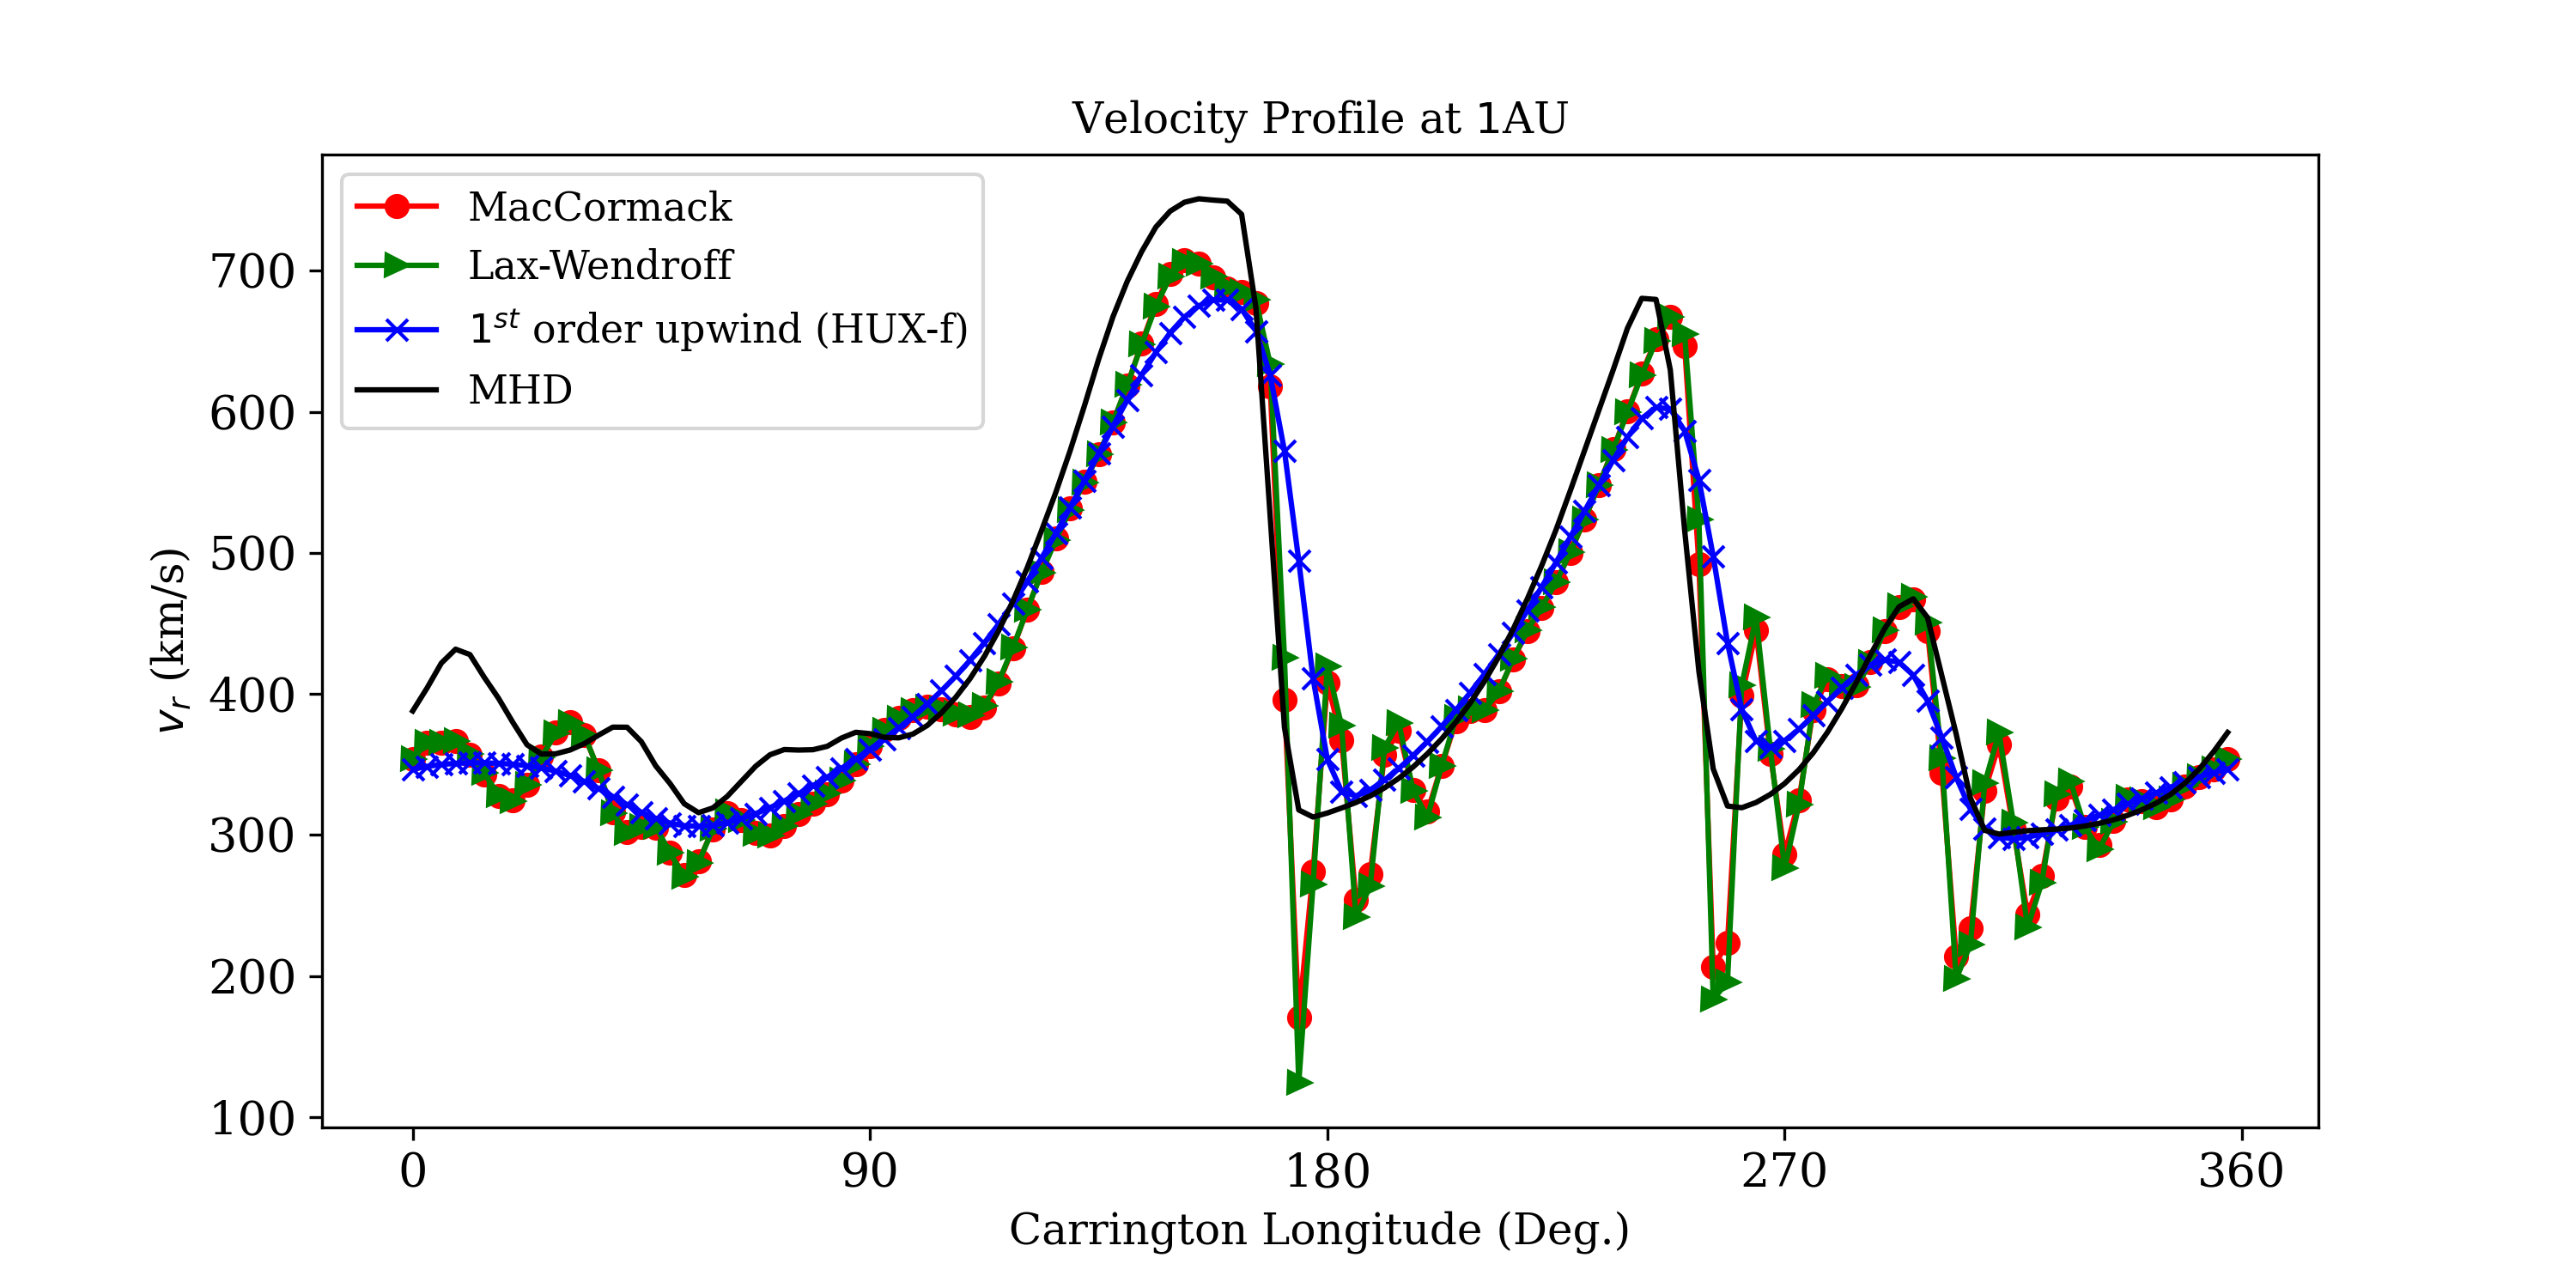 Velocity Profile at 1AU
MacCormack
Lax-Wendroff
1st order upwind (HUX-f)
MHD
700
600
500
400
300
200
100
v_r (km/s)
0 90 180 270 360
Carrington Longitude (Deg.)